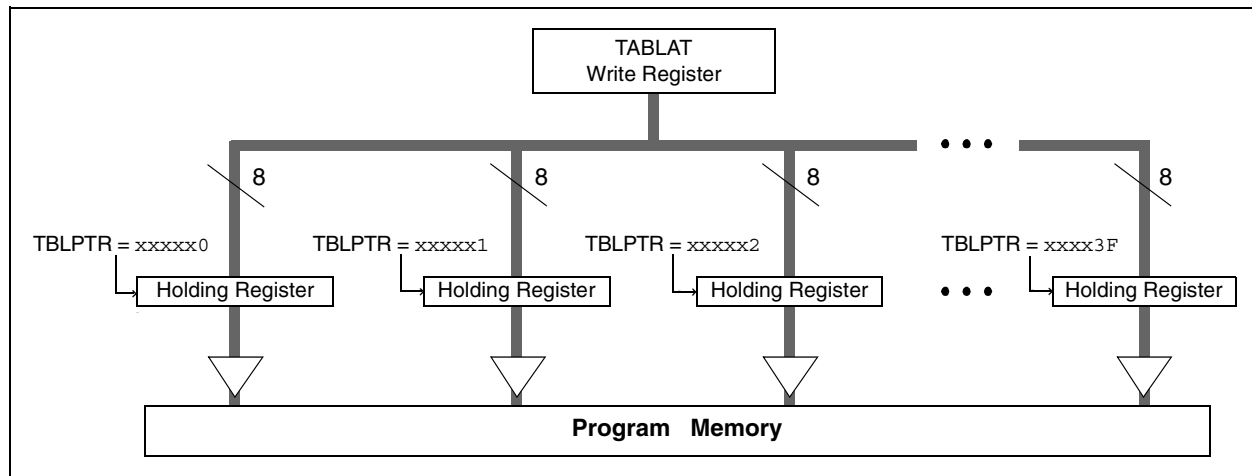 TABLAT
Write Register
8 8 8 8
TBLPTR = xxxxx0 TBLPTR = xxxxx1 TBLPTR = xxxxx2 TBLPTR = xxxx3F
Holding Register Holding Register Holding Register Holding Register
Program Memory